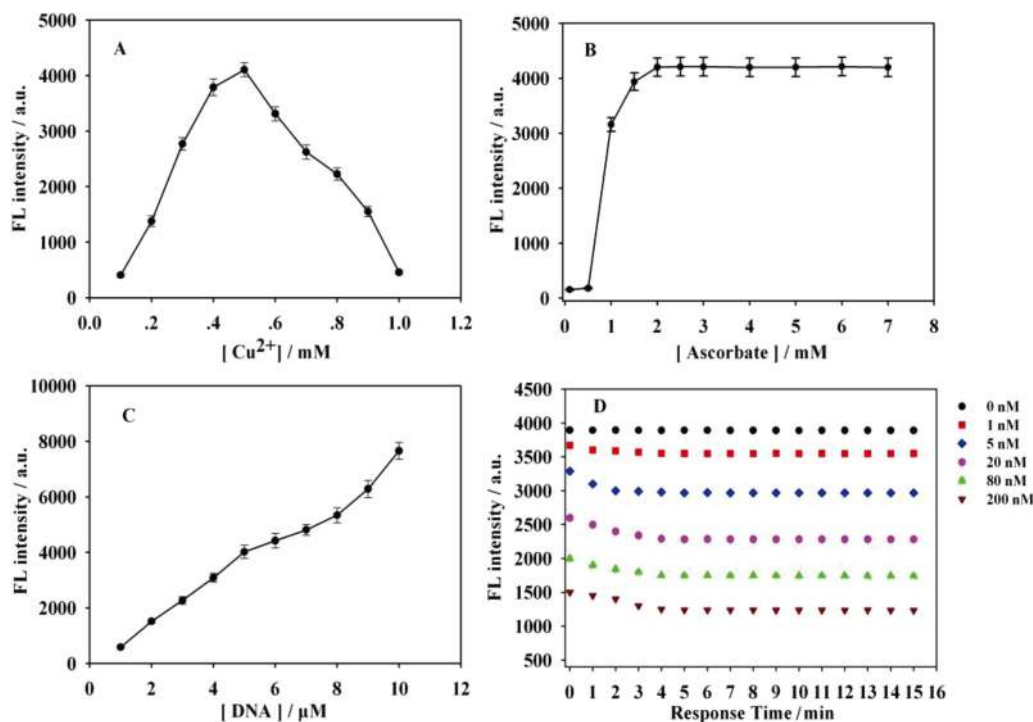 A
FL intensity / a.u.
5000
4000
3000
2000
1000
0
0.0 .2 .4 .6 .8 1.0 1.2
[ Cu2+] / mM
B
FL intensity / a.u.
5000
4000
3000
2000
1000
0
0 1 2 3 4 5 6 7 8
[ Ascorbate ] / mM
C
FL intensity / a.u.
10000
8000
6000
4000
2000
0
0 2 4 6 8 10 12
[ DNA ] / µM
D
FL intensity / a.u.
4500
4000
3500
3000
2500
2000
1500
1000
500
0 1 2 3 4 5 6 7 8 9 10 11 12 13 14 15 16
Response Time /min
0 nM
1 nM
5 nM
20 nM
80 nM
200 nM